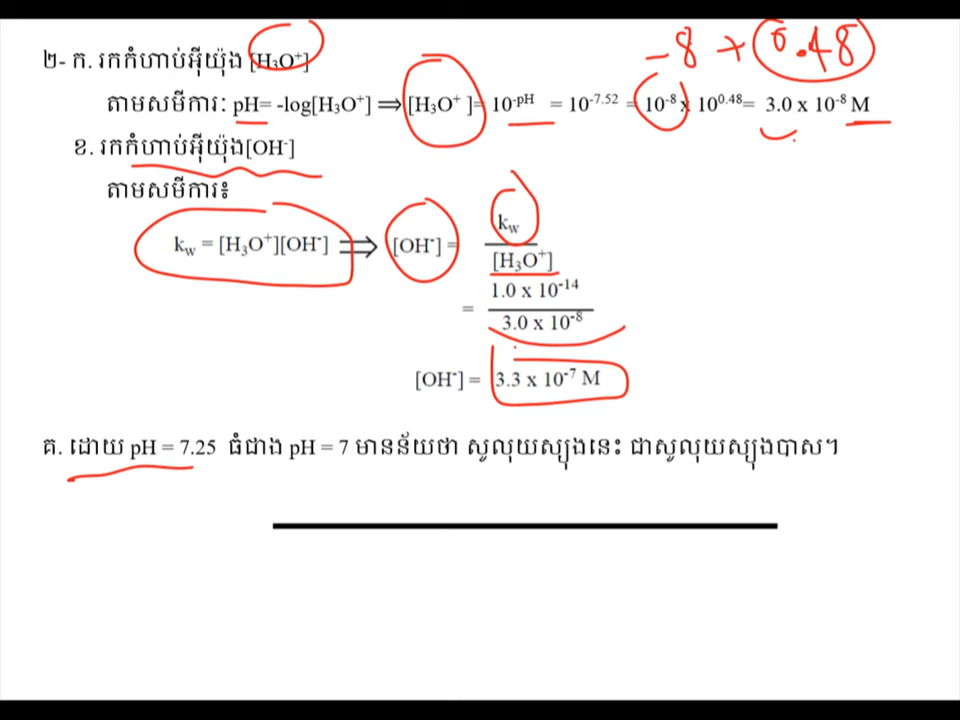 -8 + 0.48
២- ក. រកកំហាប់អ៊ីយ៉ុង [H₃O⁺]
តាមសមីការៈ pH= -log[H₃O⁺] ⟹ [H₃O⁺ ]= 10⁻ᵖᴴ = 10⁻⁷·⁵² = 10⁻⁸ x 10⁰·⁴⁸= 3.0 x 10⁻⁸ M
ខ. រកកំហាប់អ៊ីយ៉ុង[OH⁻]
តាមសមីការ៖
k_w = [H₃O⁺][OH⁻] ⟹ [OH⁻] = k_w / [H₃O⁺]
= 1.0 x 10⁻¹⁴ / 3.0 x 10⁻⁸
[OH⁻] = 3.3 x 10⁻⁷ M
គ. ដោយ pH = 7.25 ធំជាង pH = 7 មានន័យថា សូលុយស្យុងនេះ ជាសូលុយស្យុងបាស។